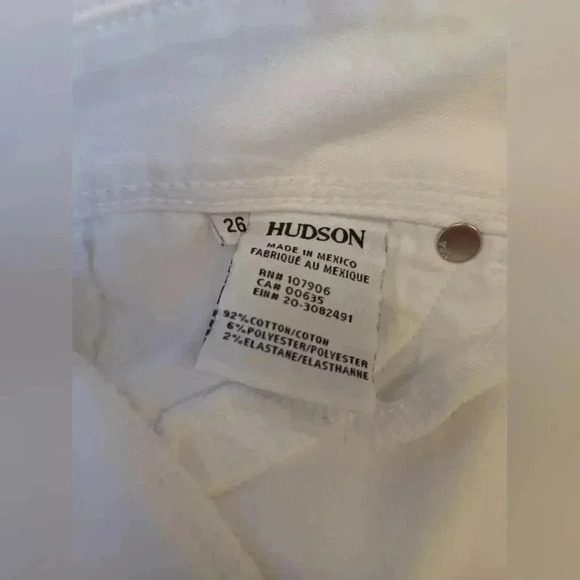 26
HUDSON
MADE IN MEXICO
FABRIQUÉ AU MEXIQUE
RN# 107906
CA# 00635
EIN# 20-3082491
92%COTTON/COTON
6%POLYESTER/POLYESTER
2%ELASTANE/ELASTHANNE